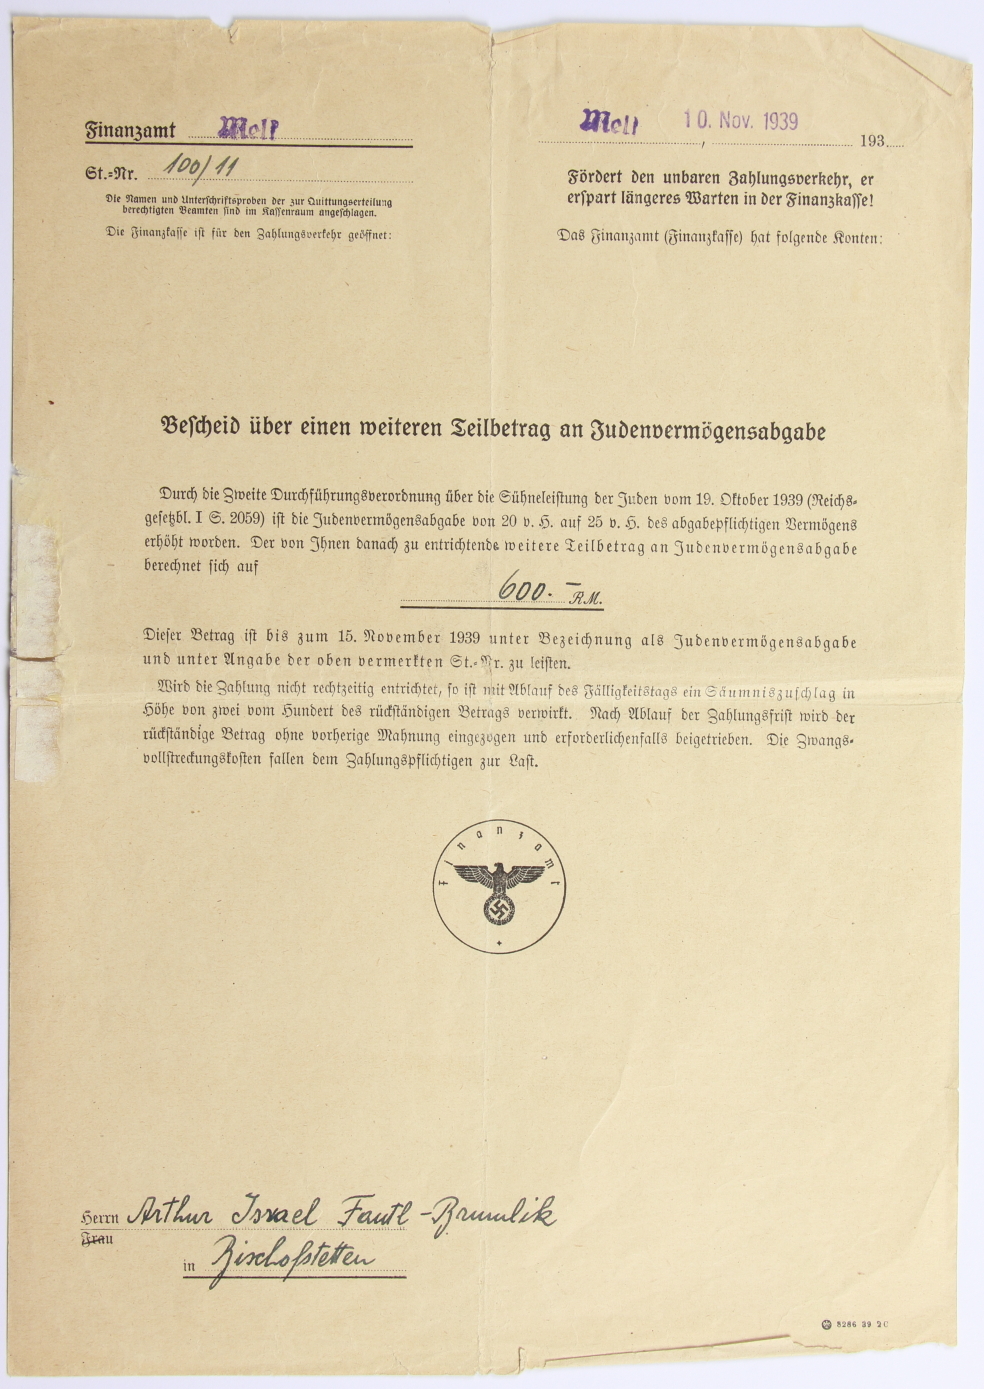 Finanzamt Melk
Melk 10. Nov. 1939
, 193
St.=Nr. 100/11
Die Namen und Unterschriftsproben der zur Quittungserteilung
berechtigten Beamten sind im Kassenraum angeschlagen.
Die Finanzkasse ist für den Zahlungsverkehr geöffnet:
Fördert den unbaren Zahlungsverkehr, er
erspart längeres Warten in der Finanzkasse!
Das Finanzamt (Finanzkasse) hat folgende Konten:
Bescheid über einen weiteren Teilbetrag an Judenvermögensabgabe
Durch die Zweite Durchführungsverordnung über die Sühneleistung der Juden vom 19. Oktober 1939 (Reichs-
gesetzbl. I S. 2059) ist die Judenvermögensabgabe von 20 v. H. auf 25 v. H. des abgabepflichtigen Vermögens
erhöht worden. Der von Ihnen danach zu entrichtende weitere Teilbetrag an Judenvermögensabgabe
berechnet sich auf
600.- RM.
Dieser Betrag ist bis zum 15. November 1939 unter Bezeichnung als Judenvermögensabgabe
und unter Angabe der oben vermerkten St.=Nr. zu leisten.
Wird die Zahlung nicht rechtzeitig entrichtet, so ist mit Ablauf des Fälligkeitstags ein Säumniszuschlag in
Höhe von zwei vom Hundert des rückständigen Betrags verwirkt. Nach Ablauf der Zahlungsfrist wird der
rückständige Betrag ohne vorherige Mahnung eingezogen und erforderlichenfalls beigetrieben. Die Zwangs-
vollstreckungskosten fallen dem Zahlungspflichtigen zur Last.
Finanzamt
Herrn Arthur Israel Fantl-Brumlik
Frau
in Bischofstetten
8286 39 2C